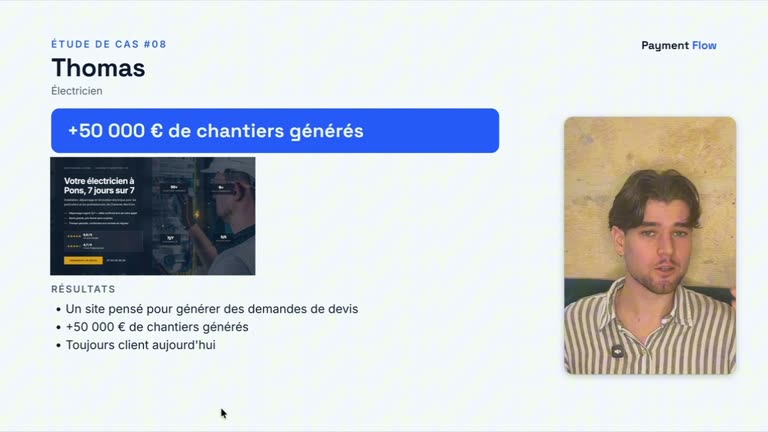 ÉTUDE DE CAS #08
Payment Flow
Thomas
Électricien
+50 000 € de chantiers générés
Votre électricien à
Pons, 7 jours sur 7
RÉSULTATS
• Un site pensé pour générer des demandes de devis
• +50 000 € de chantiers générés
• Toujours client aujourd'hui